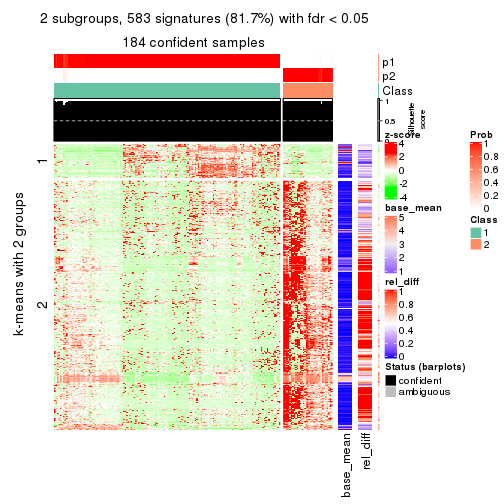 2 subgroups, 583 signatures (81.7%) with fdr < 0.05
184 confident samples
p1
p2
Class
1
0.5
0
Silhouette
score
k-means with 2 groups
1
2
base_mean
rel_diff
z-score
4
2
0
-2
-4
base_mean
5
4
3
2
1
rel_diff
1
0.8
0.6
0.4
0.2
0
Status (barplots)
confident
ambiguous
Prob
1
0.8
0.6
0.4
0.2
0
Class
1
2